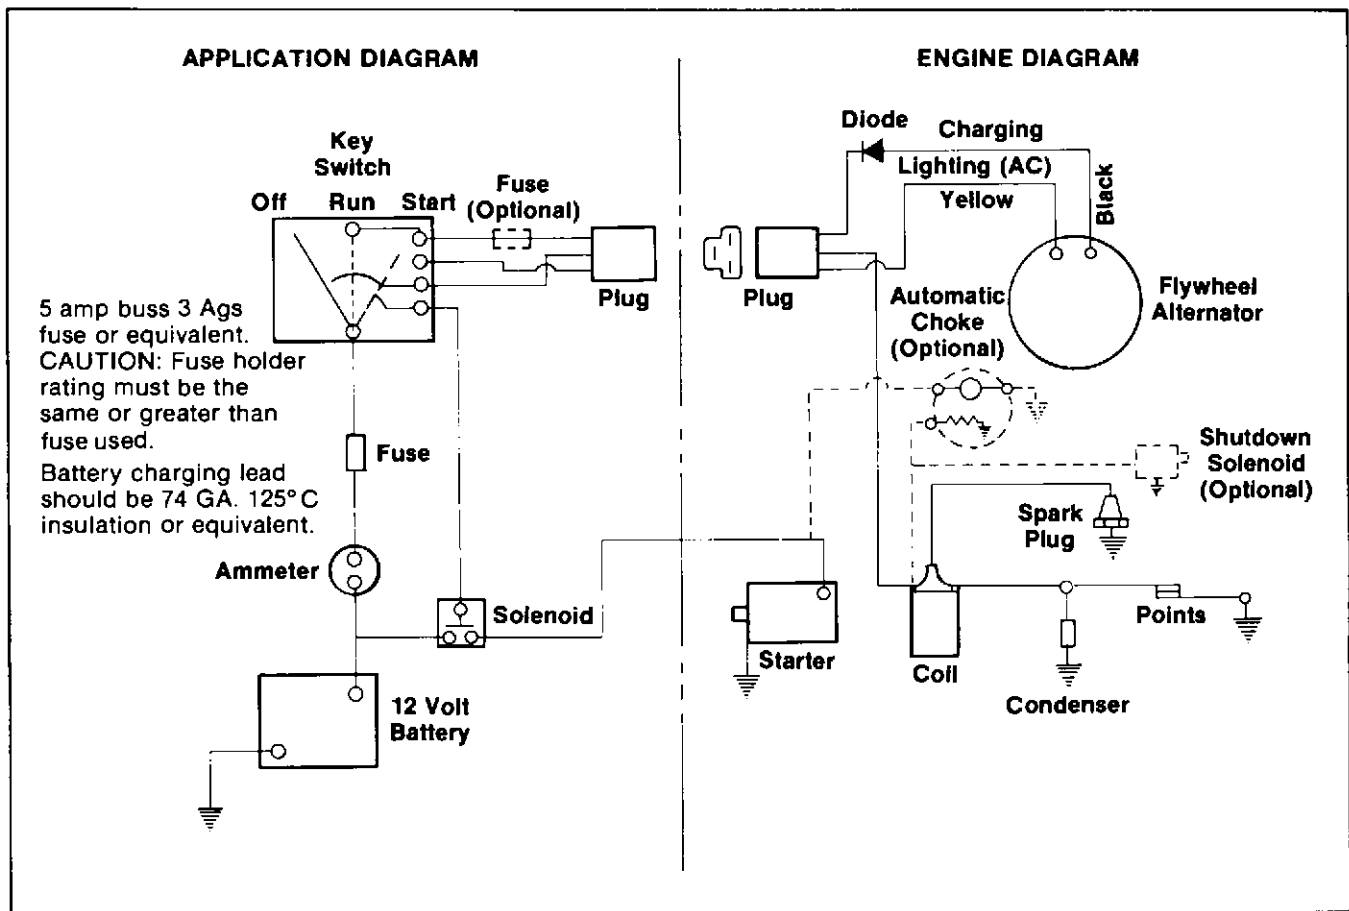 APPLICATION DIAGRAM
ENGINE DIAGRAM
Key
Switch
Off Run Start
Fuse
(Optional)
Plug
5 amp buss 3 Ags
fuse or equivalent.
CAUTION: Fuse holder
rating must be the
same or greater than
fuse used.
Battery charging lead
should be 74 GA. 125°C
insulation or equivalent.
Fuse
Ammeter
Solenoid
12 Volt
Battery
Diode
Charging
Lighting (AC)
Yellow
Black
Plug
Flywheel
Alternator
Automatic
Choke
(Optional)
Shutdown
Solenoid
(Optional)
Spark
Plug
Starter
Coil
Points
Condenser